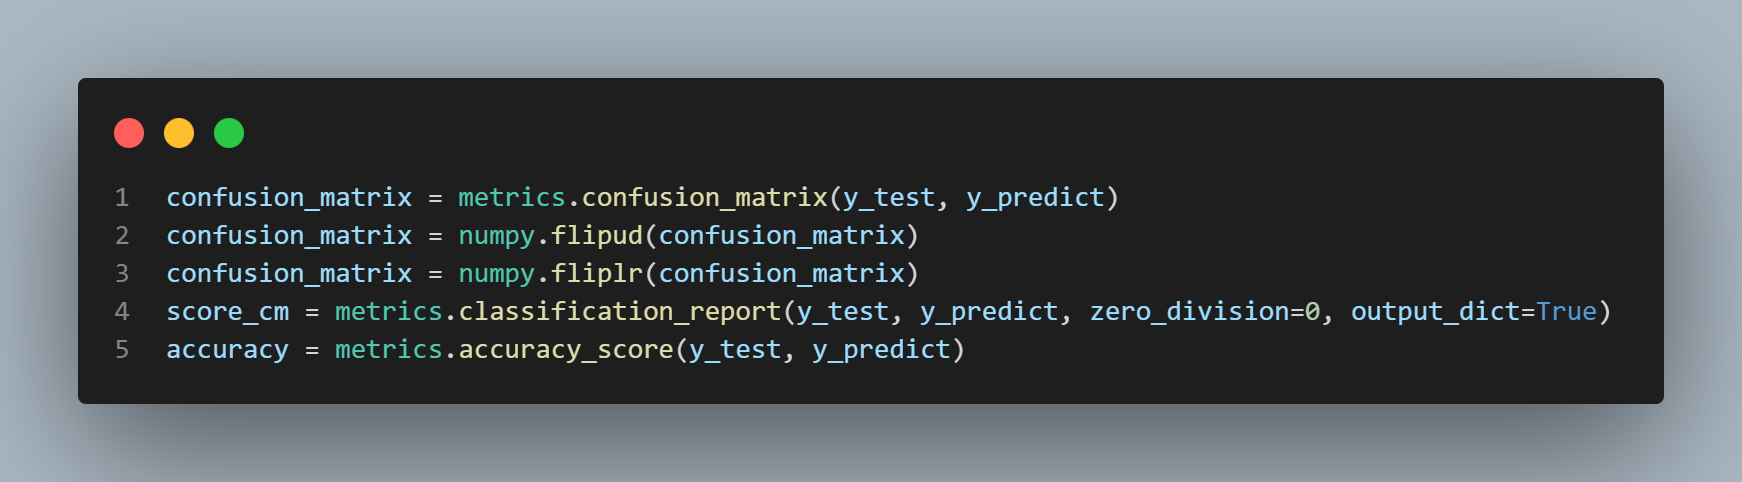 1 confusion_matrix = metrics.confusion_matrix(y_test, y_predict)
2 confusion_matrix = numpy.flipud(confusion_matrix)
3 confusion_matrix = numpy.fliplr(confusion_matrix)
4 score_cm = metrics.classification_report(y_test, y_predict, zero_division=0, output_dict=True)
5 accuracy = metrics.accuracy_score(y_test, y_predict)